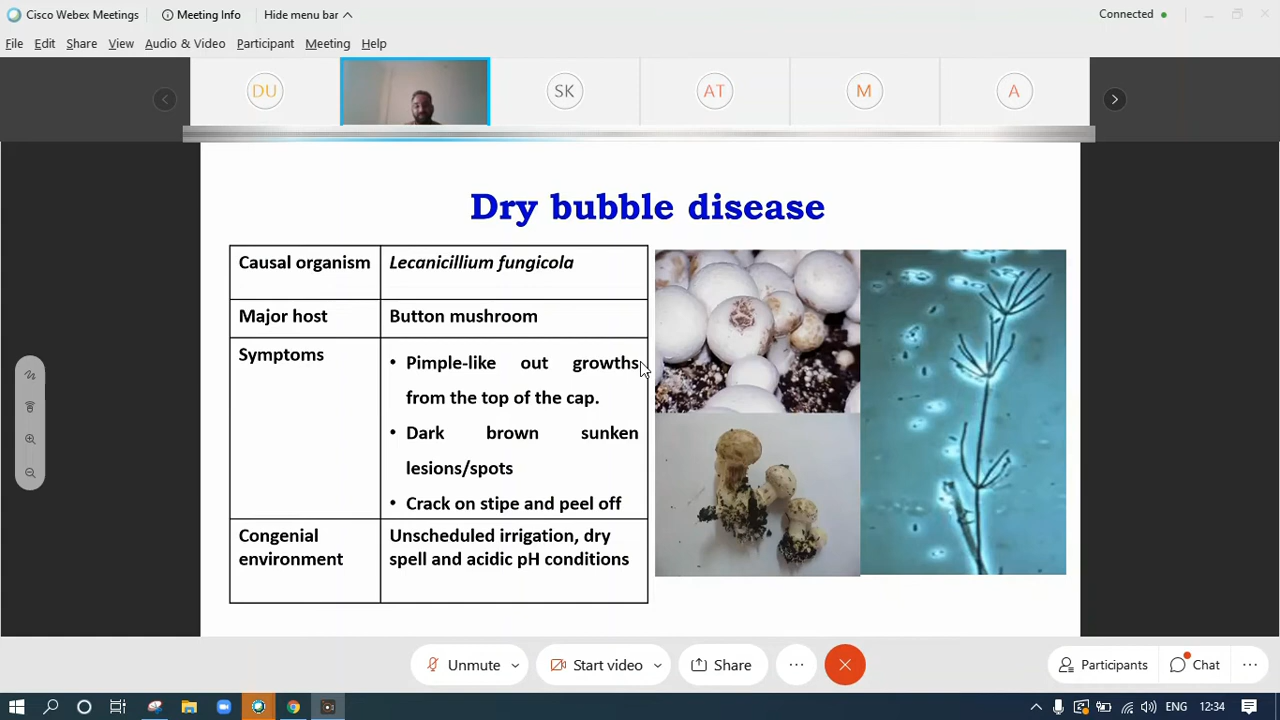 Cisco Webex Meetings
Meeting Info
Hide menu bar
Connected
File Edit Share View Audio & Video Participant Meeting Help
DU
SK
AT
M
A
Dry bubble disease
Causal organism
Lecanicillium fungicola
Major host
Button mushroom
Symptoms
• Pimple-like out growths
from the top of the cap.
• Dark brown sunken
lesions/spots
• Crack on stipe and peel off
Congenial
environment
Unscheduled irrigation, dry
spell and acidic pH conditions
Unmute
Start video
Share
Participants
Chat
ENG
12:34